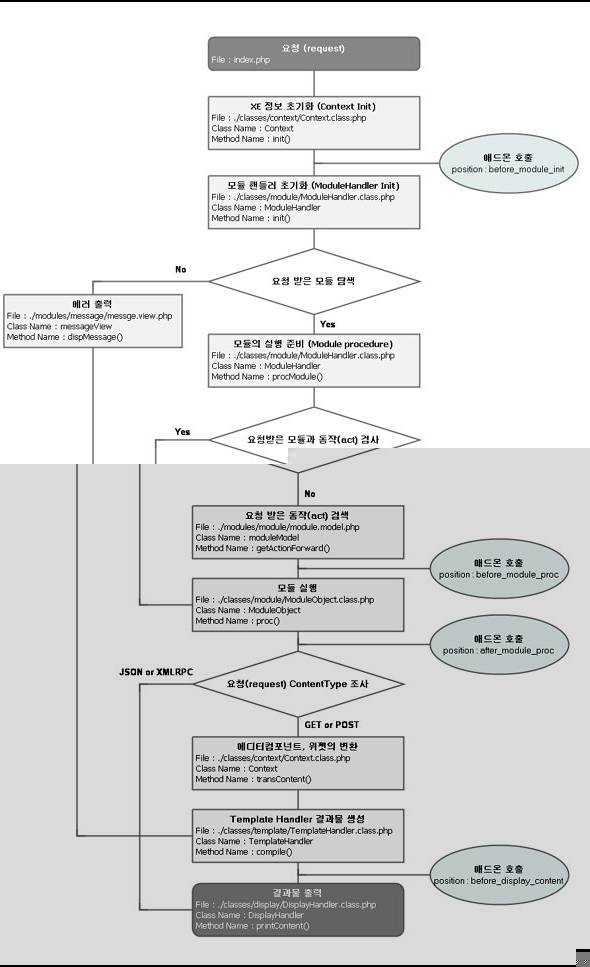 요청 (request)
File : index.php
XE 정보 초기화 (Context Init)
File : ./classes/context/Context.class.php
Class Name : Context
Method Name : init()
애드온 호출
position : before_module_init
모듈 핸들러 초기화 (ModuleHandler Init)
File : ./classes/module/ModuleHandler.class.php
Class Name : ModuleHandler
Method Name : init()
요청 받은 모듈 탐색
No
에러 출력
File : ./modules/message/messge.view.php
Class Name : messageView
Method Name : dispMessage()
Yes
모듈의 실행 준비 (Module procedure)
File : ./classes/module/ModuleHandler.class.php
Class Name : ModuleHandler
Method Name : procModule()
Yes
요청받은 모듈과 동작(act) 검사
No
요청 받은 동작(act) 검색
File : ./modules/module/module.model.php
Class Name : moduleModel
Method Name : getActionForward()
애드온 호출
position : before_module_proc
모듈 실행
File : ./classes/module/ModuleObject.class.php
Class Name : ModuleObject
Method Name : proc()
애드온 호출
position : after_module_proc
JSON or XMLRPC
요청(request) ContentType 조사
GET or POST
에디터컴포넌트, 위젯의 변환
File : ./classes/context/Context.class.php
Class Name : Context
Method Name : transContent()
Template Handler 결과물 생성
File : ./classes/template/TemplateHandler.class.php
Class Name : TemplateHandler
Method Name : compile()
애드온 호출
position : before_display_content
결과물 출력
File : ./classes/display/DisplayHandler.class.php
Class Name : DisplayHandler
Method Name : printContent()